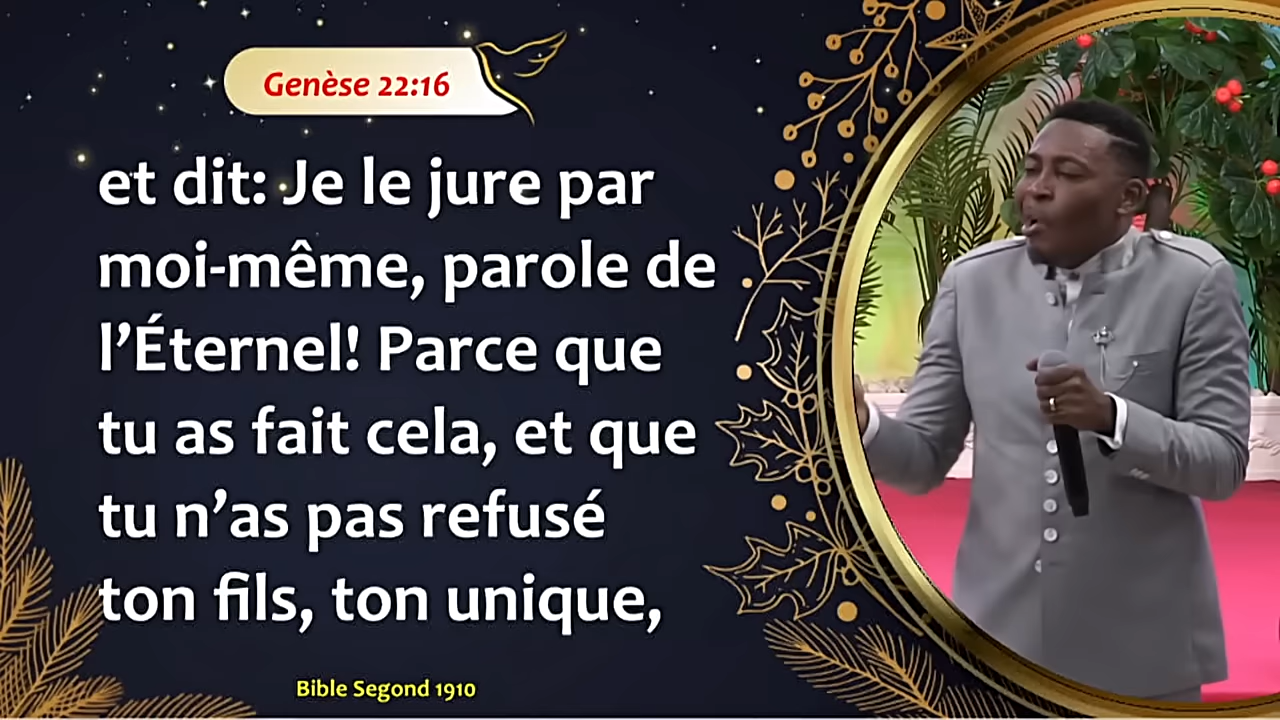 Genèse 22:16
et dit: Je le jure par
moi-même, parole de
l’Éternel! Parce que
tu as fait cela, et que
tu n’as pas refusé
ton fils, ton unique,
Bible Segond 1910